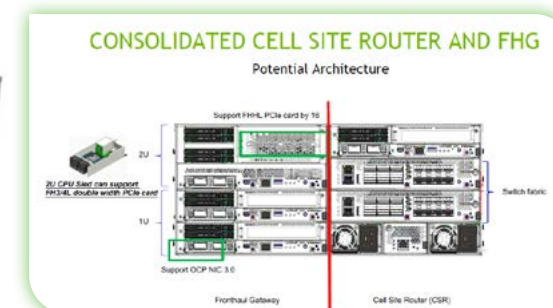 CONSOLIDATED CELL SITE ROUTER AND FHG
Potential Architecture
Support FHHL PCIe card by 16
2U
2U CPU Sled can support
FH3/4L double width PCIe card
Switch fabric
1U
Support OCP NIC 3.0
Fronthaul Gateway
Cell Site Router (CSR)